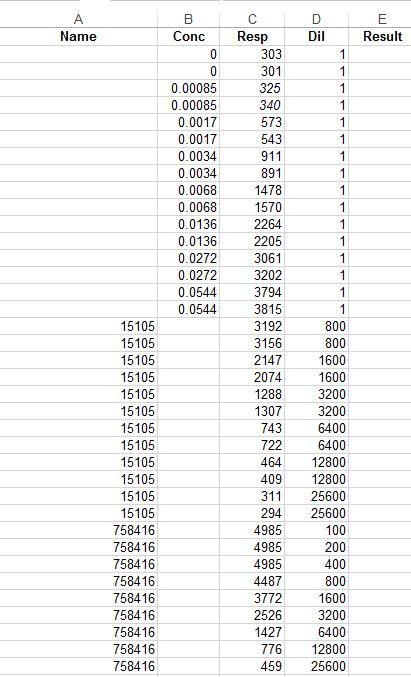 A B C D E
Name Conc Resp Dil Result
0 303 1
0 301 1
0.00085 325 1
0.00085 340 1
0.0017 573 1
0.0017 543 1
0.0034 911 1
0.0034 891 1
0.0068 1478 1
0.0068 1570 1
0.0136 2264 1
0.0136 2205 1
0.0272 3061 1
0.0272 3202 1
0.0544 3794 1
0.0544 3815 1
15105 3192 800
15105 3156 800
15105 2147 1600
15105 2074 1600
15105 1288 3200
15105 1307 3200
15105 743 6400
15105 722 6400
15105 464 12800
15105 409 12800
15105 311 25600
15105 294 25600
758416 4985 100
758416 4985 200
758416 4985 400
758416 4487 800
758416 3772 1600
758416 2526 3200
758416 1427 6400
758416 776 12800
758416 459 25600